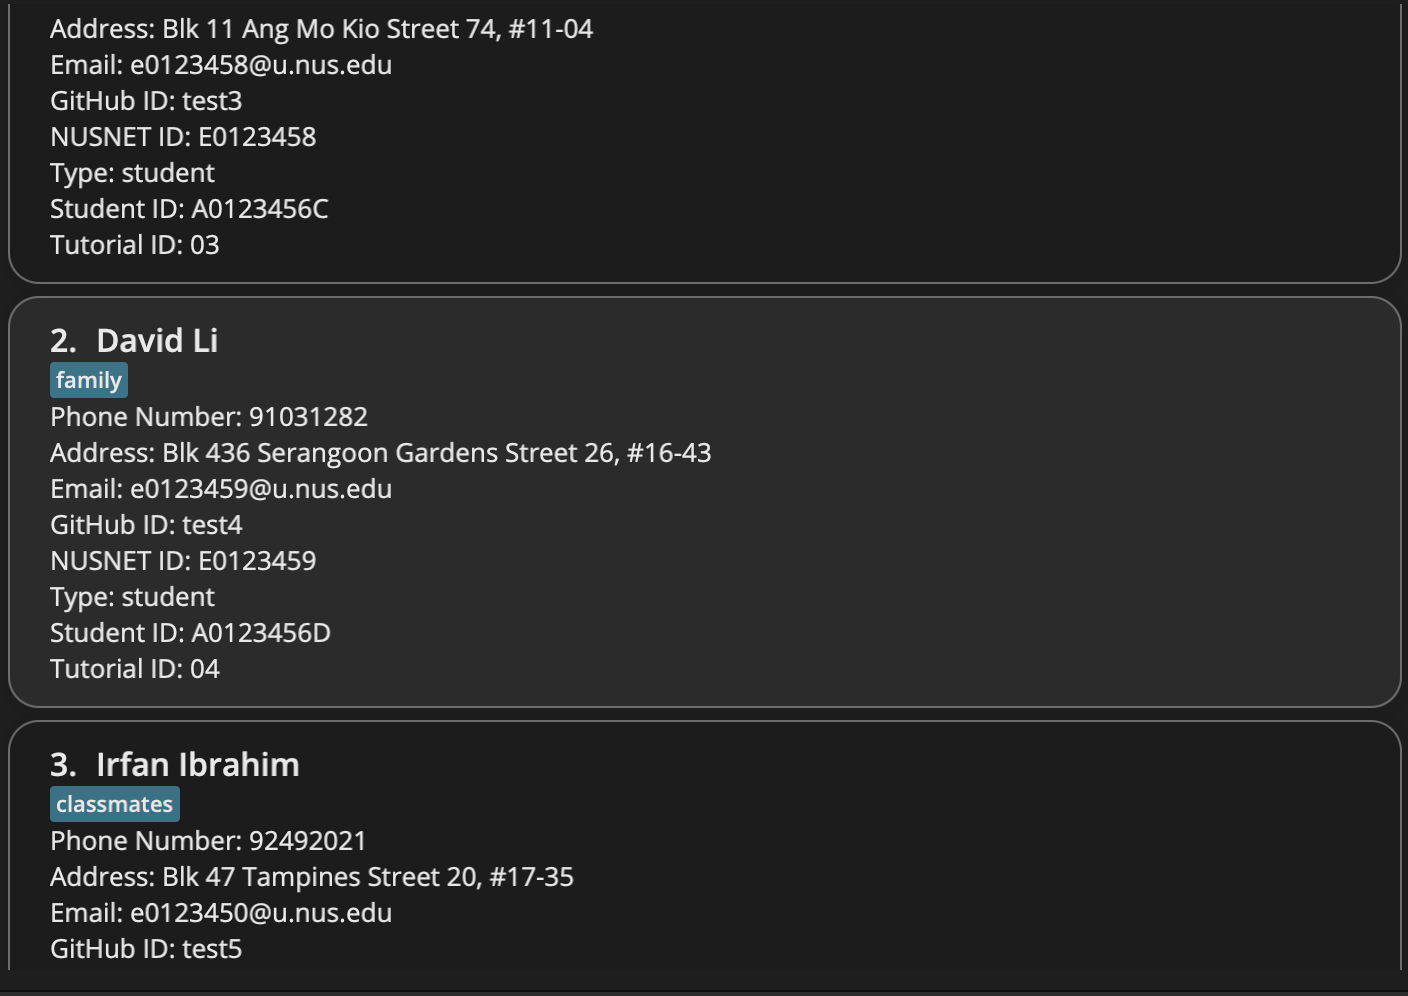 Address: Blk 11 Ang Mo Kio Street 74, #11-04
Email: e0123458@u.nus.edu
GitHub ID: test3
NUSNET ID: E0123458
Type: student
Student ID: A0123456C
Tutorial ID: 03
2. David Li
family
Phone Number: 91031282
Address: Blk 436 Serangoon Gardens Street 26, #16-43
Email: e0123459@u.nus.edu
GitHub ID: test4
NUSNET ID: E0123459
Type: student
Student ID: A0123456D
Tutorial ID: 04
3. Irfan Ibrahim
classmates
Phone Number: 92492021
Address: Blk 47 Tampines Street 20, #17-35
Email: e0123450@u.nus.edu
GitHub ID: test5